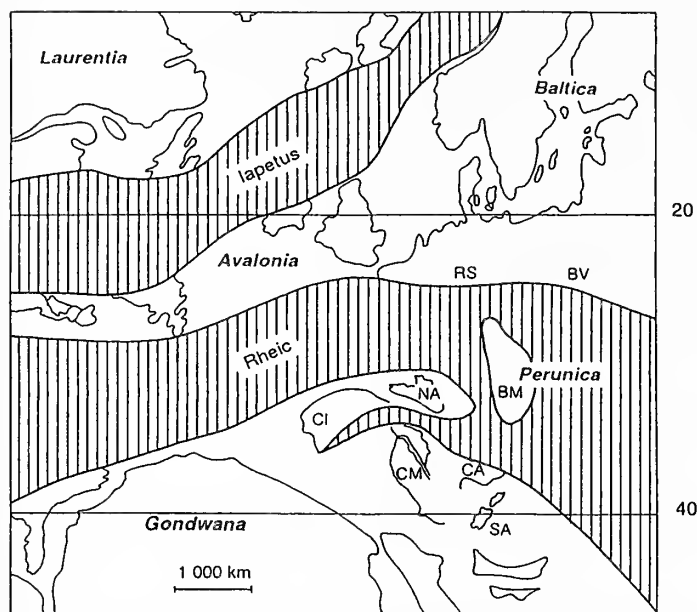 Laurentia
Baltica
Iapetus
20
Avalonia
RS
BV
Rheic
Perunica
NA
BM
CI
CM
CA
40
Gondwana
SA
1 000 km